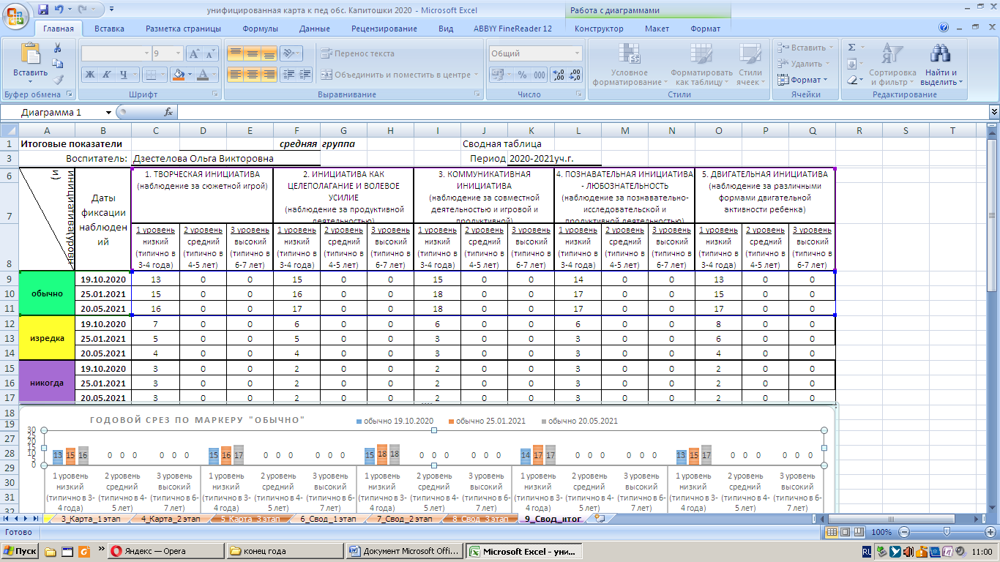 унифицированная карта к пед обс. Капитошки 2020 - Microsoft Excel
Работа с диаграммами
Главная Вставка Разметка страницы Формулы Данные Рецензирование Вид ABBYY FineReader 12 Конструктор Макет Формат
Вставить
Буфер обмена
9
Ж К Ч
Шрифт
Перенос текста
Объединить и поместить в центре
Выравнивание
Общий
% 000
Число
Условное форматирование
Форматировать как таблицу
Стили ячеек
Стили
Вставить
Удалить
Формат
Ячейки
Сортировка и фильтр
Найти и выделить
Редактирование
Диаграмма 1
fx
A B C D E F G H I J K L M N O P Q R S T
1 Итоговые показатели средняя группа Сводная таблица
3 Воспитатель: Дзестелова Ольга Викторовна Период 2020-2021уч.г.
6
7
8
Даты
фиксации
наблюден
ий
1. ТВОРЧЕСКАЯ ИНИЦИАТИВА
(наблюдение за сюжетной игрой)
2. ИНИЦИАТИВА КАК
ЦЕЛЕПОЛАГАНИЕ И ВОЛЕВОЕ
УСИЛИЕ
(наблюдение за продуктивной
деятельностью)
3. КОММУНИКАТИВНАЯ
ИНИЦИАТИВА
(наблюдение за совместной
деятельностью и игровой и
продуктивной)
4. ПОЗНАВАТЕЛЬНАЯ ИНИЦИАТИВА
- ЛЮБОЗНАТЕЛЬНОСТЬ
(наблюдение за познавательно-
исследовательской и
продуктивной деятельностью)
5. ДВИГАТЕЛЬНАЯ ИНИЦИАТИВА
(наблюдение за различными
формами двигательной
активности ребенка)
1 уровень 2 уровень 3 уровень 1 уровень 2 уровень 3 уровень 1 уровень 2 уровень 3 уровень 1 уровень 2 уровень 3 уровень 1 уровень 2 уровень 3 уровень
низкий средний высокий низкий средний высокий низкий средний высокий низкий средний высокий низкий средний высокий
(типично в (типично в (типично в (типично в (типично в (типично в (типично в (типично в (типично в (типично в (типично в (типично в (типично в (типично в (типично в
3-4 года) 4-5 лет) 6-7 лет) 3-4 года) 4-5 лет) 6-7 лет) 3-4 года) 4-5 лет) 6-7 лет) 3-4 года) 4-5 лет) 6-7 лет) 3-4 года) 4-5 лет) 6-7 лет)
9 19.10.2020 13 0 0 15 0 0 15 0 0 14 0 0 13 0 0
10 обычно 25.01.2021 15 0 0 16 0 0 18 0 0 17 0 0 15 0 0
11 20.05.2021 16 0 0 17 0 0 18 0 0 17 0 0 17 0 0
12 19.10.2020 7 0 0 6 0 0 6 0 0 6 0 0 8 0 0
13 изредка 25.01.2021 5 0 0 5 0 0 3 0 0 3 0 0 6 0 0
14 20.05.2021 4 0 0 4 0 0 3 0 0 3 0 0 4 0 0
15 19.10.2020 3 0 0 2 0 0 2 0 0 3 0 0 2 0 0
16 никогда 25.01.2021 3 0 0 2 0 0 2 0 0 3 0 0 2 0 0
17 20.05.2021 3 0 0 2 0 0 2 0 0 3 0 0 2 0 0
18
19
27
28
29
30
31
32
ГОДОВОЙ СРЕЗ ПО МАРКЕРУ "ОБЫЧНО"
обычно 19.10.2020 обычно 25.01.2021 обычно 20.05.2021
30
25
20
15
10
5
0
13 15 16 0 0 0 0 0 0 15 16 17 0 0 0 0 0 0 15 18 18 0 0 0 0 0 0 14 17 17 0 0 0 0 0 0 13 15 17 0 0 0 0 0 0
1 уровень 2 уровень 3 уровень 1 уровень 2 уровень 3 уровень 1 уровень 2 уровень 3 уровень 1 уровень 2 уровень 3 уровень 1 уровень 2 уровень 3 уровень
низкий средний высокий низкий средний высокий низкий средний высокий низкий средний высокий низкий средний высокий
(типично в 3- (типично в 4- (типично в 6- (типично в 3- (типично в 4- (типично в 6- (типично в 3- (типично в 4- (типично в 6- (типично в 3- (типично в 4- (типично в 6- (типично в 3- (типично в 4- (типично в 6-
4 года) 5 лет) 7 лет) 4 года) 5 лет) 7 лет) 4 года) 5 лет) 7 лет) 4 года) 5 лет) 7 лет) 4 года) 5 лет) 7 лет)
3_Карта_1 этап 4_Карта_2 этап 5_Карта_3 этап 6_Свод_1 этап 7_Свод_2 этап 8_Свод_3 этап 9_Свод_итог
Готово
100%
Пуск
Яндекс — Opera
конец года
Документ Microsoft Offi...
Microsoft Excel - уни...
RL
11:00